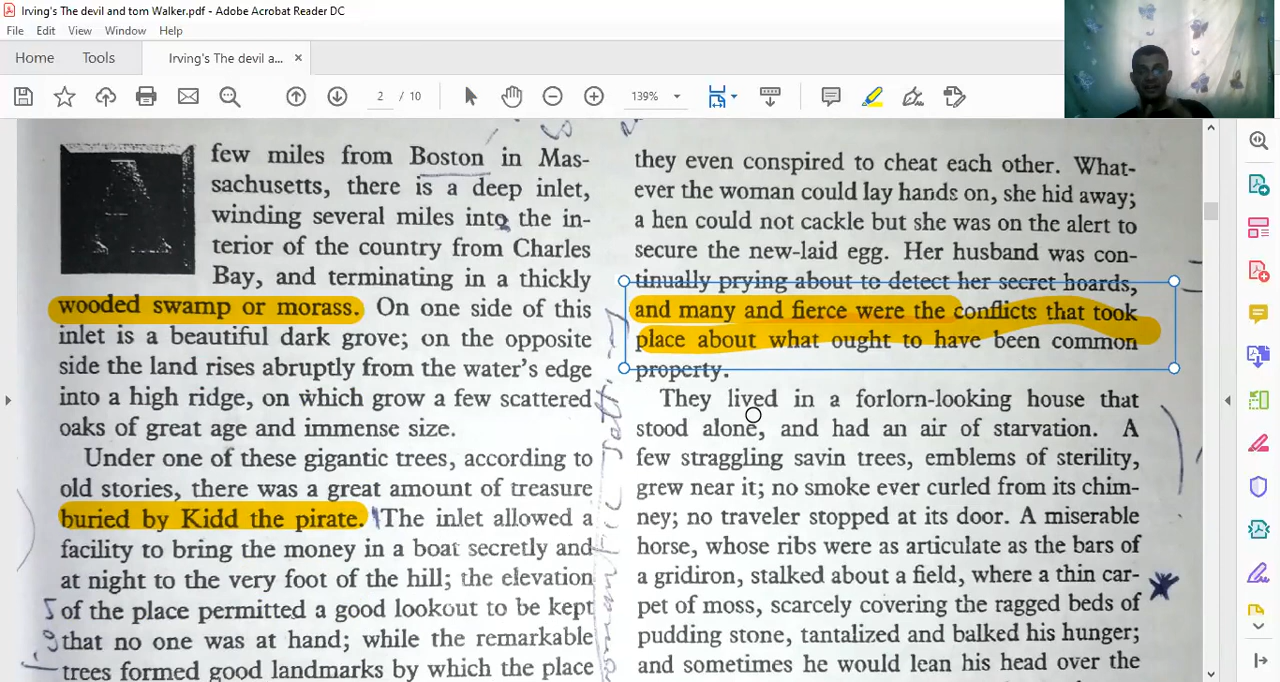 Irving's The devil and tom Walker.pdf - Adobe Acrobat Reader DC
File Edit View Window Help
Home Tools Irving's The devil a... ×
2 / 10 139%
few miles from Boston in Mas-
sachusetts, there is a deep inlet,
winding several miles into the in-
terior of the country from Charles
Bay, and terminating in a thickly
wooded swamp or morass. On one side of this
inlet is a beautiful dark grove; on the opposite
side the land rises abruptly from the water's edge
into a high ridge, on which grow a few scattered
oaks of great age and immense size.
Under one of these gigantic trees, according to
old stories, there was a great amount of treasure
buried by Kidd the pirate. The inlet allowed a
facility to bring the money in a boat secretly and
at night to the very foot of the hill; the elevation
of the place permitted a good lookout to be kept
that no one was at hand; while the remarkable
trees formed good landmarks by which the place
they even conspired to cheat each other. What-
ever the woman could lay hands on, she hid away;
a hen could not cackle but she was on the alert to
secure the new-laid egg. Her husband was con-
tinually prying about to detect her secret hoards,
and many and fierce were the conflicts that took
place about what ought to have been common
property.
They lived in a forlorn-looking house that
stood alone, and had an air of starvation. A
few straggling savin trees, emblems of sterility,
grew near it; no smoke ever curled from its chim-
ney; no traveler stopped at its door. A miserable
horse, whose ribs were as articulate as the bars of
a gridiron, stalked about a field, where a thin car-
pet of moss, scarcely covering the ragged beds of
pudding stone, tantalized and balked his hunger;
and sometimes he would lean his head over the